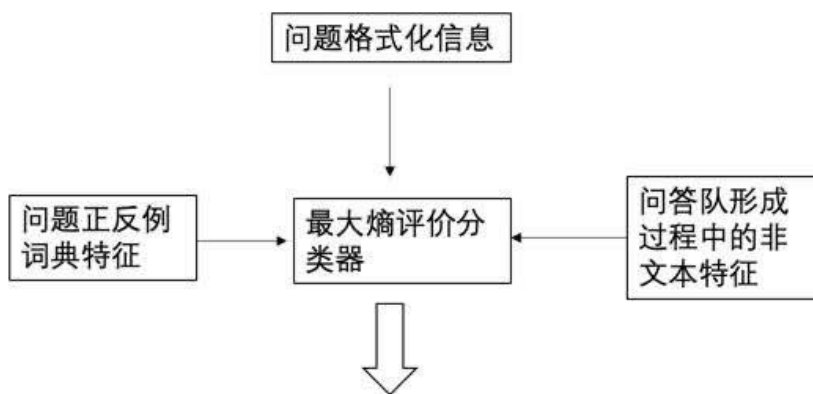 问题格式化信息
问题正反例
词典特征
最大熵评价分
类器
问答队形成
过程中的非
文本特征